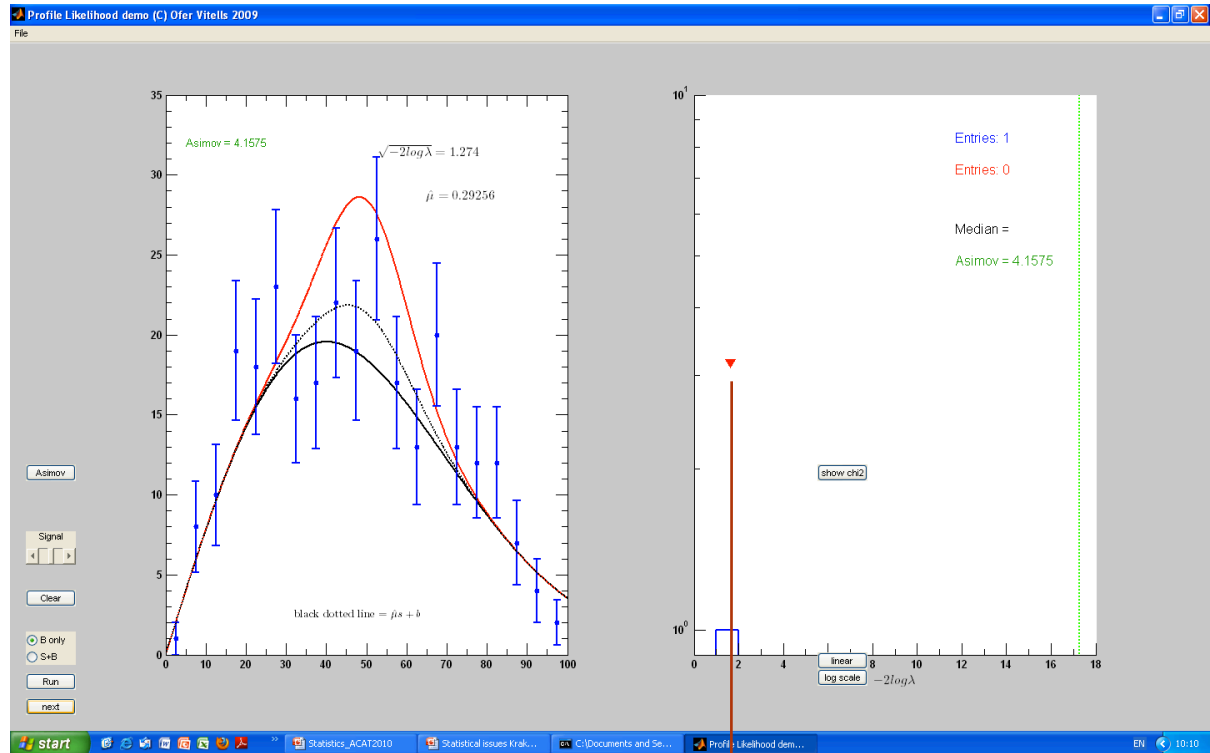 Profile Likelihood demo (C) Ofer Vitells 2009
File
35
30
25
20
15
10
5
0
0 10 20 30 40 50 60 70 80 90 100
Asimov = 4.1575
√−2logλ = 1.274
μ̂ = 0.29256
black dotted line = μ̂s + b
10¹
10⁰
0 2 4 8 10 12 14 16 18
−2logλ
Entries: 1
Entries: 0
Median =
Asimov = 4.1575
show chi2
linear
log scale
Asimov
Signal
Clear
B only
S+B
Run
next
start
Statistics_ACAT2010
Statistical issues Krak...
C:\Documents and Se...
Profile Likelihood dem...
EN
10:10